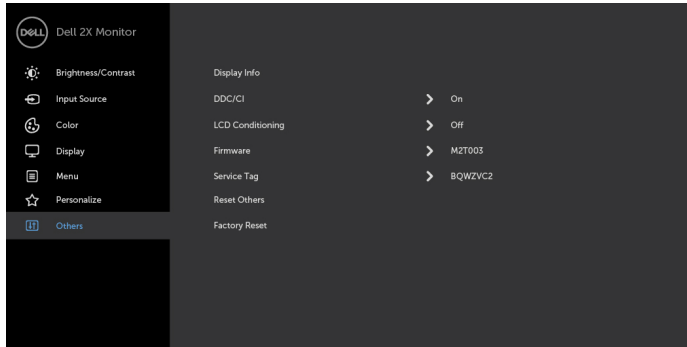 DELL
Dell 2X Monitor
Brightness/Contrast
Input Source
Color
Display
Menu
Personalize
Others
Display Info
DDC/CI On
LCD Conditioning Off
Firmware M2T003
Service Tag BQWZVC2
Reset Others
Factory Reset